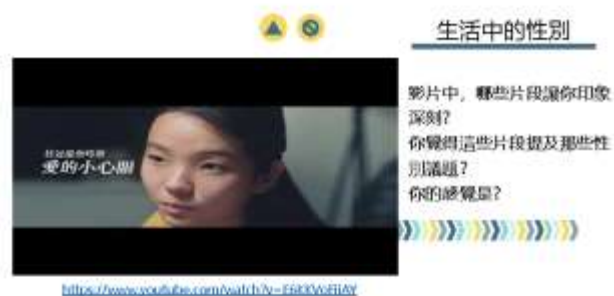 生活中的性別
影片中，哪些片段讓你印象
深刻?
你覺得這些片段提及那些性
別議題?
你的感覺是?
愛的小心眼